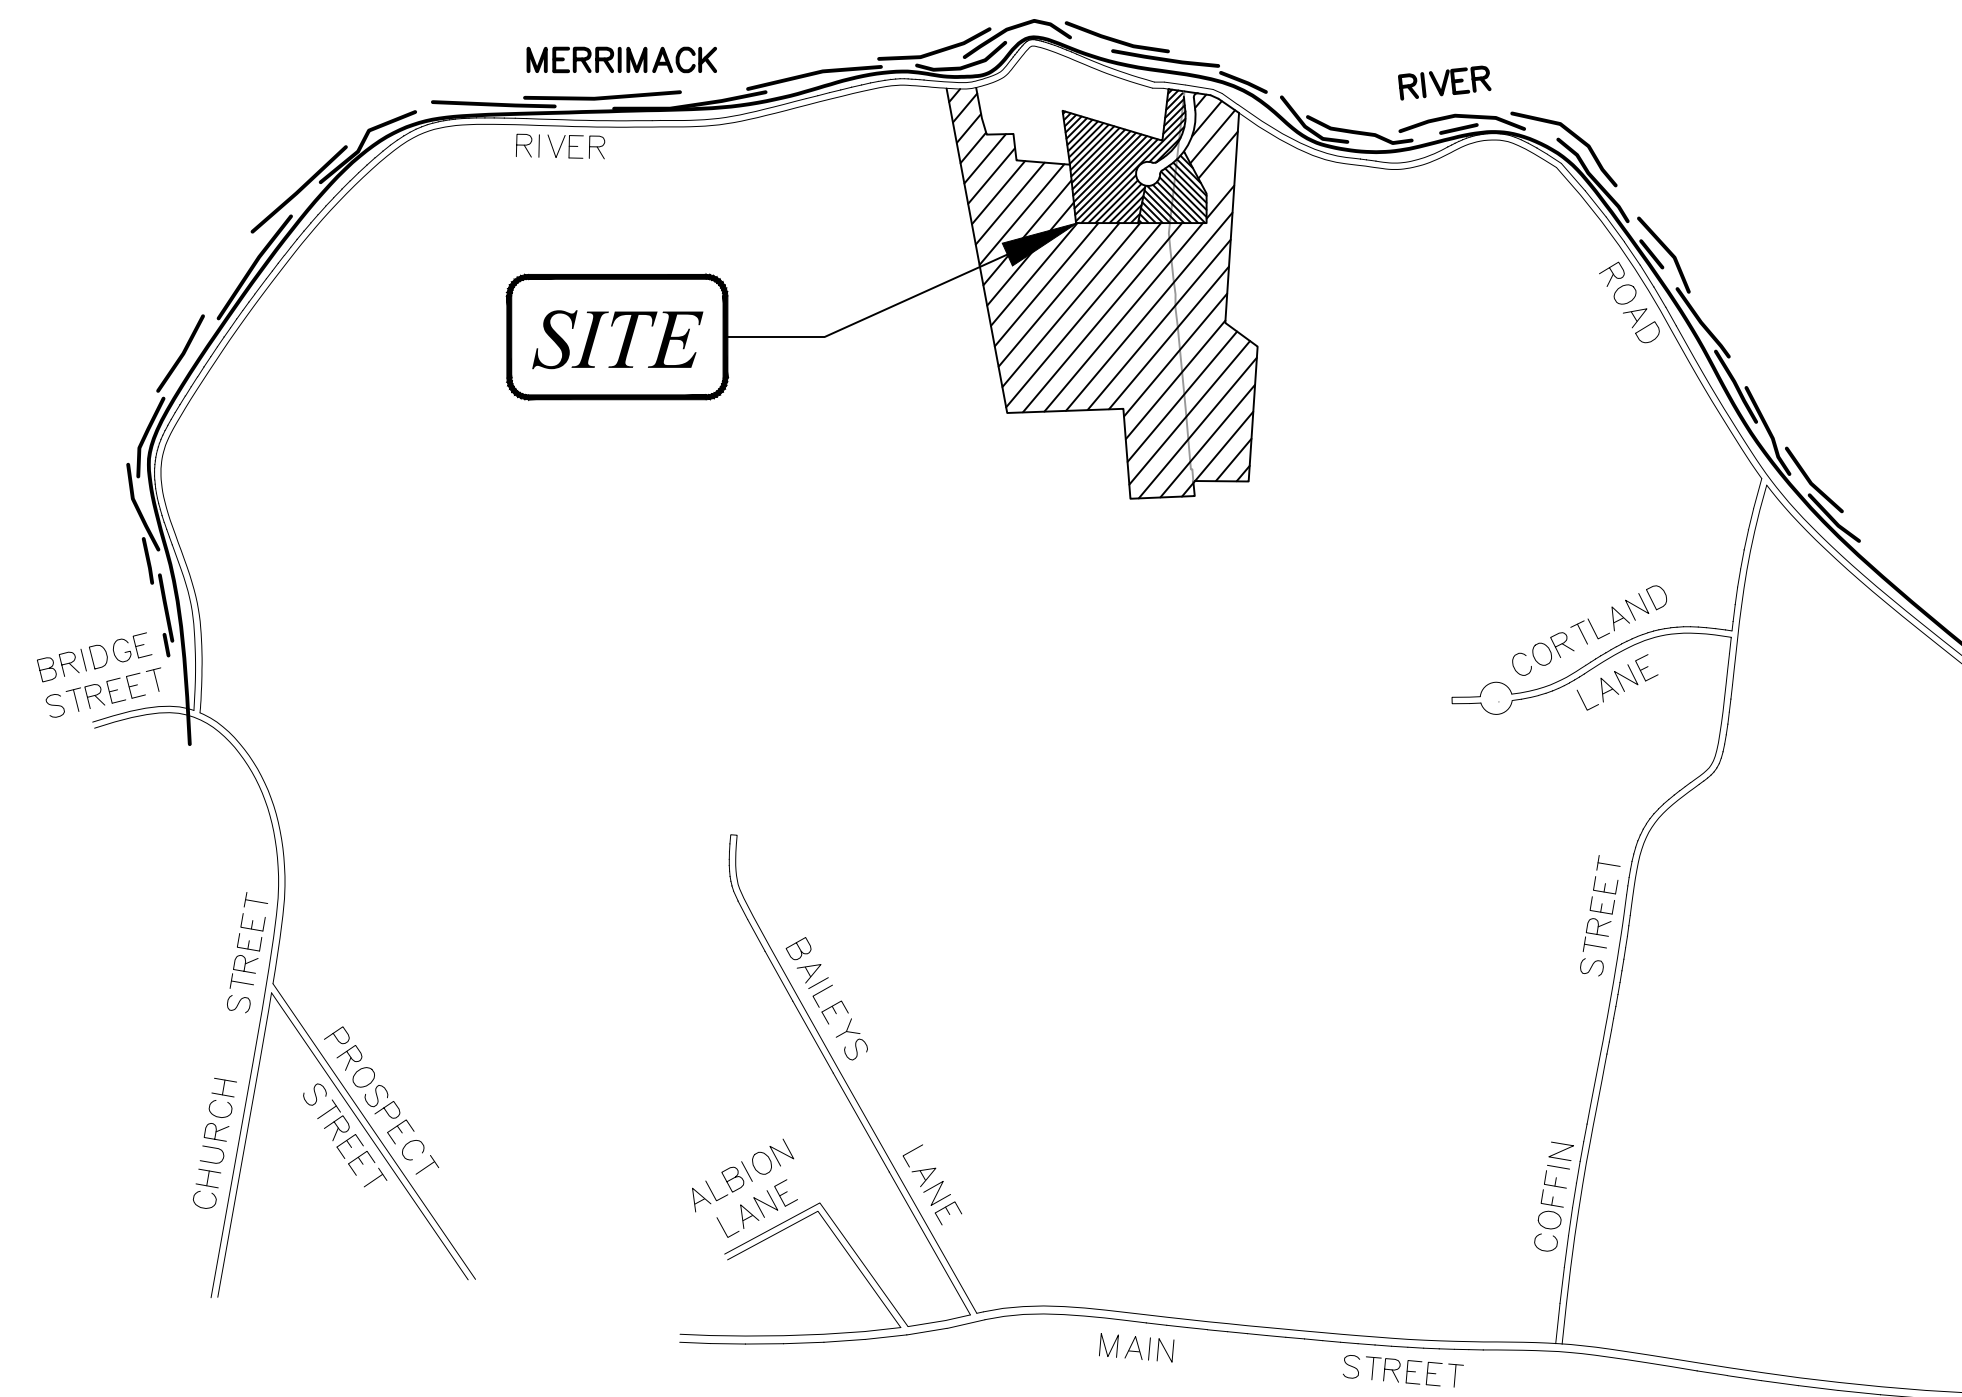 MERRIMACK
RIVER
RIVER
ROAD
SITE
BRIDGE
STREET
CORTLAND
LANE
STREET
CHURCH
PROSPECT
STREET
BAILEYS
LANE
ALBION
LANE
STREET
COFFIN
MAIN
STREET